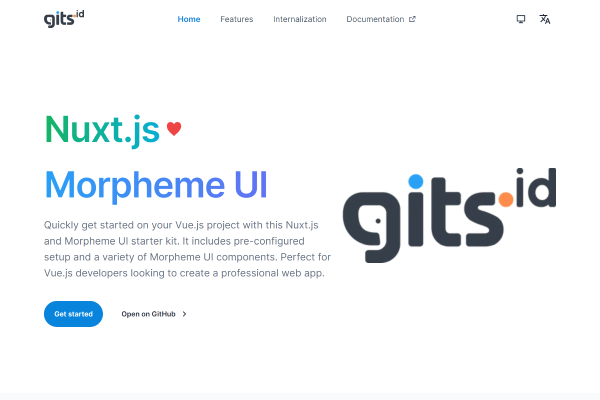 gits.id
Home
Features
Internalization
Documentation
Nuxt.js
Morpheme UI
Quickly get started on your Vue.js project with this Nuxt.js
and Morpheme UI starter kit. It includes pre-configured
setup and a variety of Morpheme UI components. Perfect for
Vue.js developers looking to create a professional web app.
Get started
Open on GitHub
gits.id